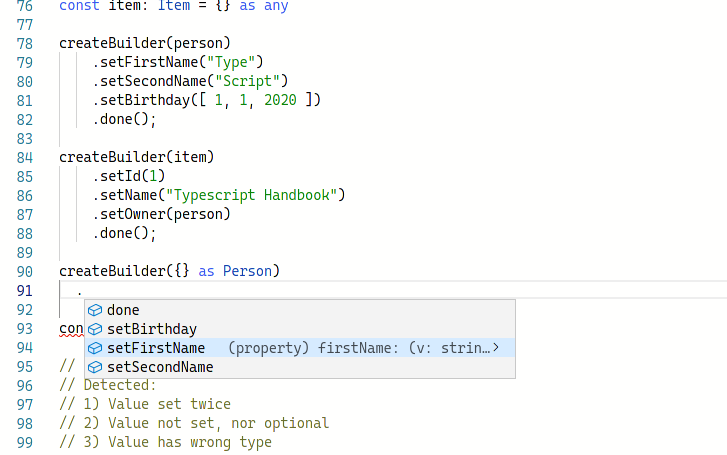 76 const item: Item = {} as any
77
78 createBuilder(person)
79 .setFirstName("Type")
80 .setSecondName("Script")
81 .setBirthday([ 1, 1, 2020 ])
82 .done();
83
84 createBuilder(item)
85 .setId(1)
86 .setName("Typescript Handbook")
87 .setOwner(person)
88 .done();
89
90 createBuilder({} as Person)
91 .
92 done
93 con setBirthday
94 setFirstName (property) firstName: (v: strin…
95 // setSecondName
96 // Detected:
97 // 1) Value set twice
98 // 2) Value not set, nor optional
99 // 3) Value has wrong type